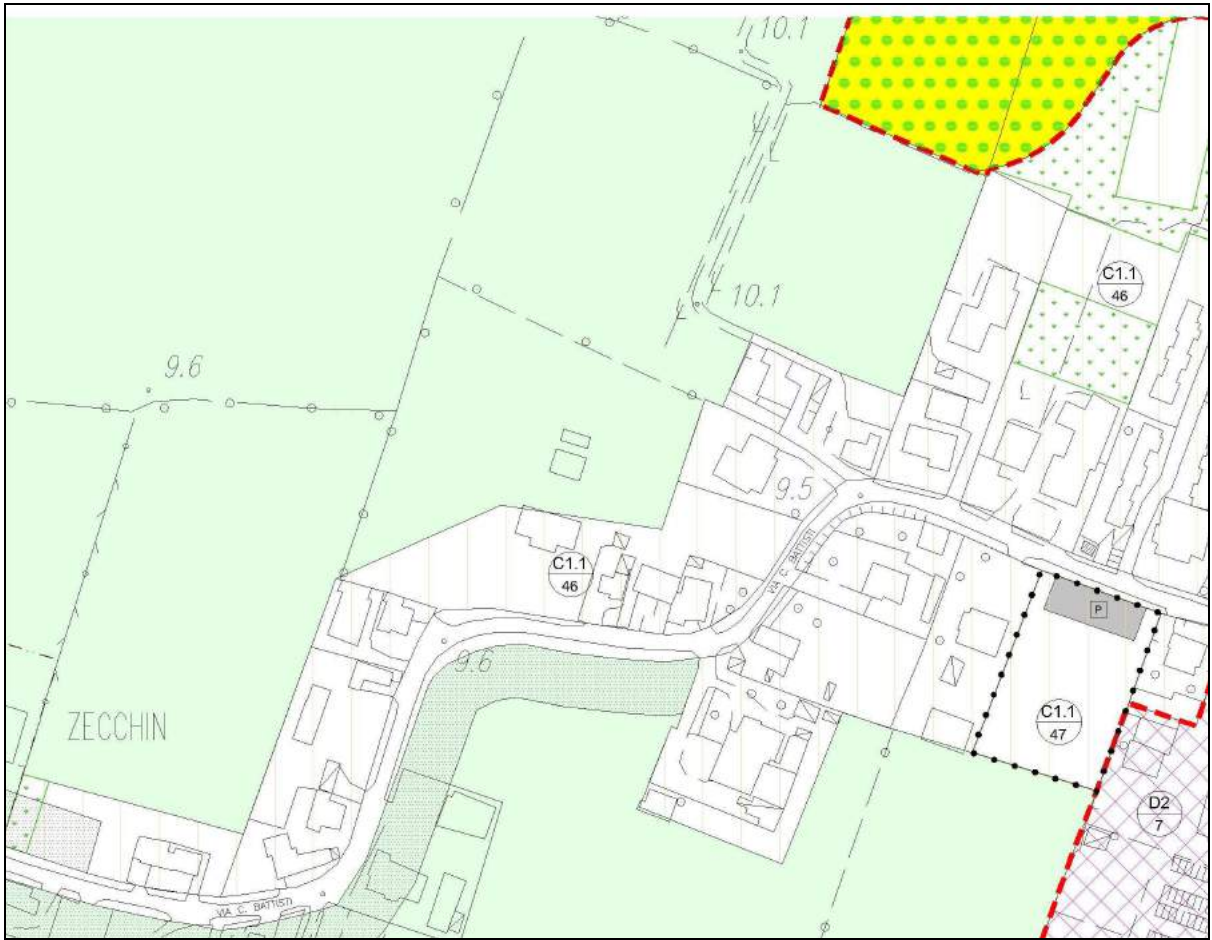 10.1
C1.1
46
10.1
9.6
9.5
VIA C. BATTISTI
C1.1
46
P
9.6
C1.1
47
ZECCHIN
D2
7
VIA C. BATTISTI